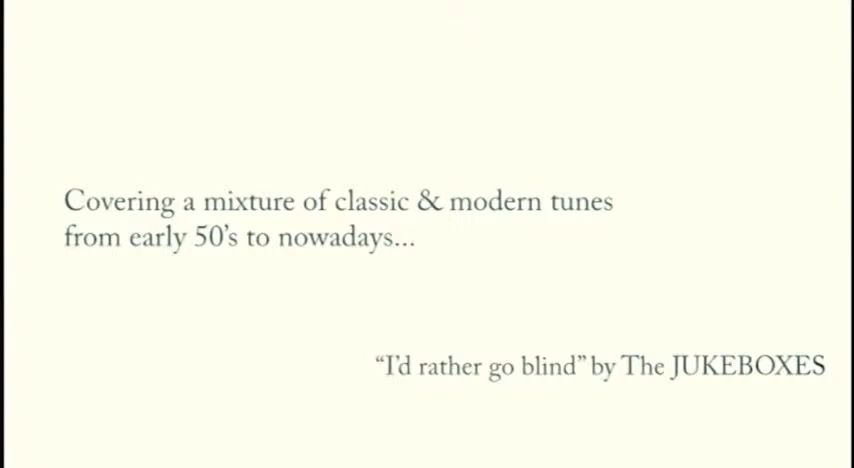 Covering a mixture of classic & modern tunes
from early 50’s to nowadays...
“I’d rather go blind” by The JUKEBOXES